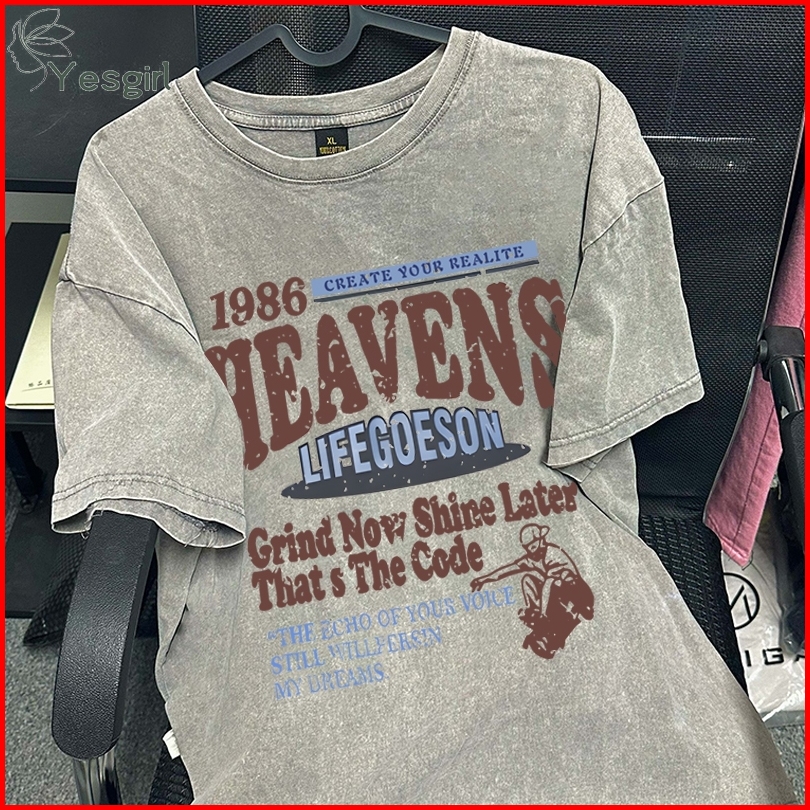 Yesgirl
XL
1986
CREATE YOUR REALITE
HEAVENS
LIFEGOESON
Grind Now Shine Later
That s The Code
"THE ECHO OF YOUS VOICE
STILL WILLPERSIN
MY DREAMS